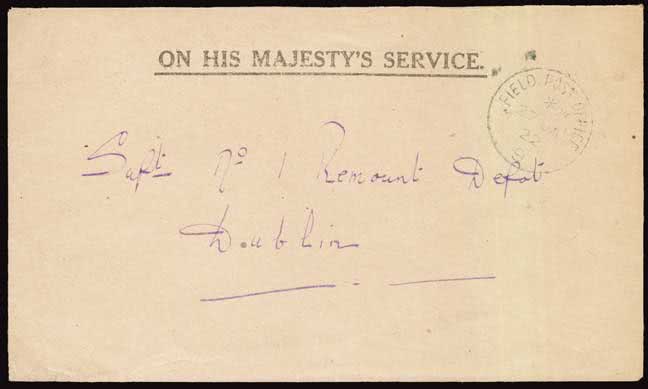 ON HIS MAJESTY'S SERVICE.
FIELD POST OFFICE
Supt. No 1 Remount Depot
Dublin